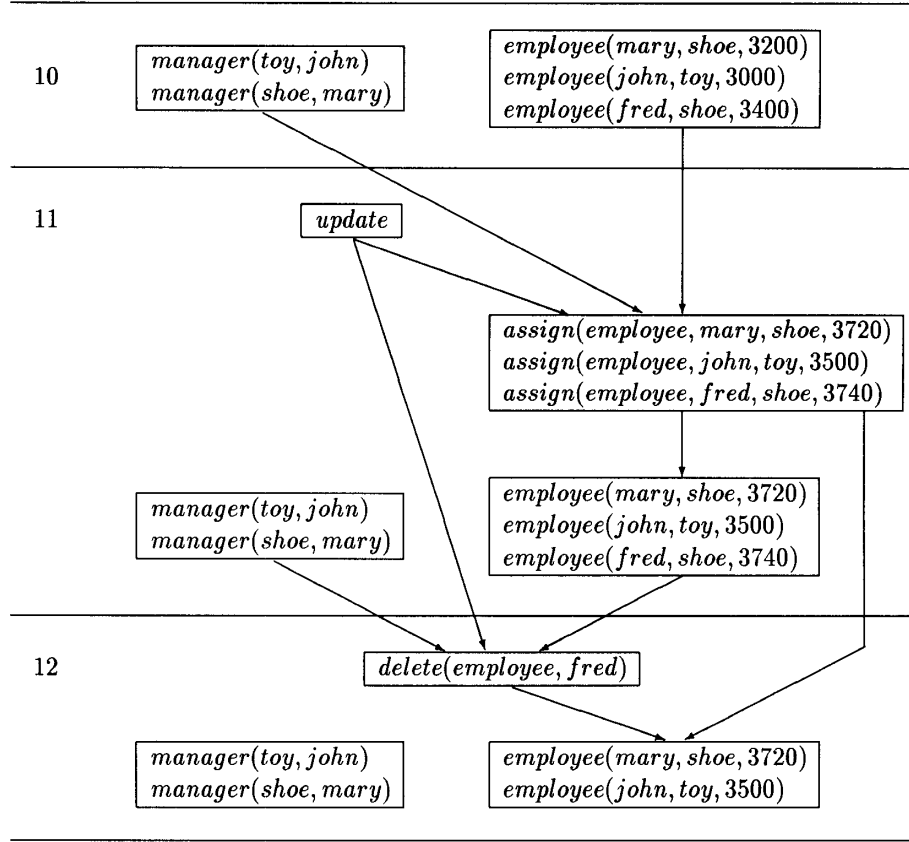 10
manager(toy, john)
manager(shoe, mary)
employee(mary, shoe, 3200)
employee(john, toy, 3000)
employee(fred, shoe, 3400)
11
update
assign(employee, mary, shoe, 3720)
assign(employee, john, toy, 3500)
assign(employee, fred, shoe, 3740)
manager(toy, john)
manager(shoe, mary)
employee(mary, shoe, 3720)
employee(john, toy, 3500)
employee(fred, shoe, 3740)
12
delete(employee, fred)
manager(toy, john)
manager(shoe, mary)
employee(mary, shoe, 3720)
employee(john, toy, 3500)